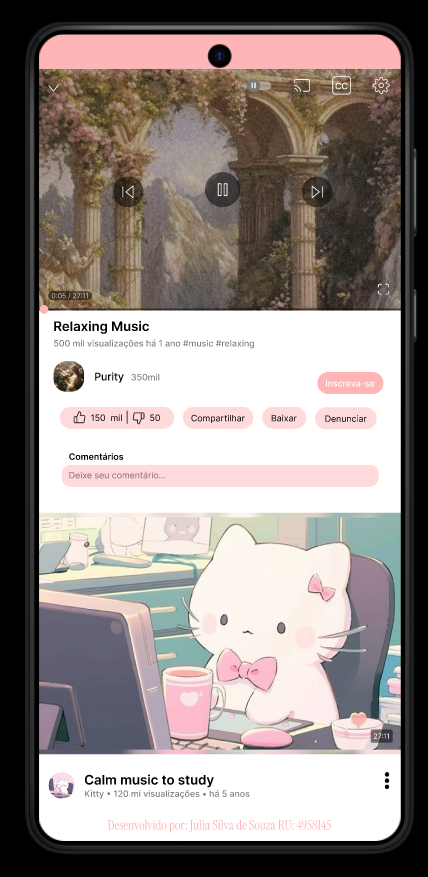 CC
0:05 / 27:11
Relaxing Music
500 mil visualizações há 1 ano #music #relaxing
Purity 350mil
Inscreva-se
150 mil | 50
Compartilhar
Baixar
Denunciar
Comentários
Deixe seu comentário...
27:11
Calm music to study
Kitty • 120 mi visualizações • há 5 anos
Desenvolvido por: Julia Silva de Souza RU: 4958145